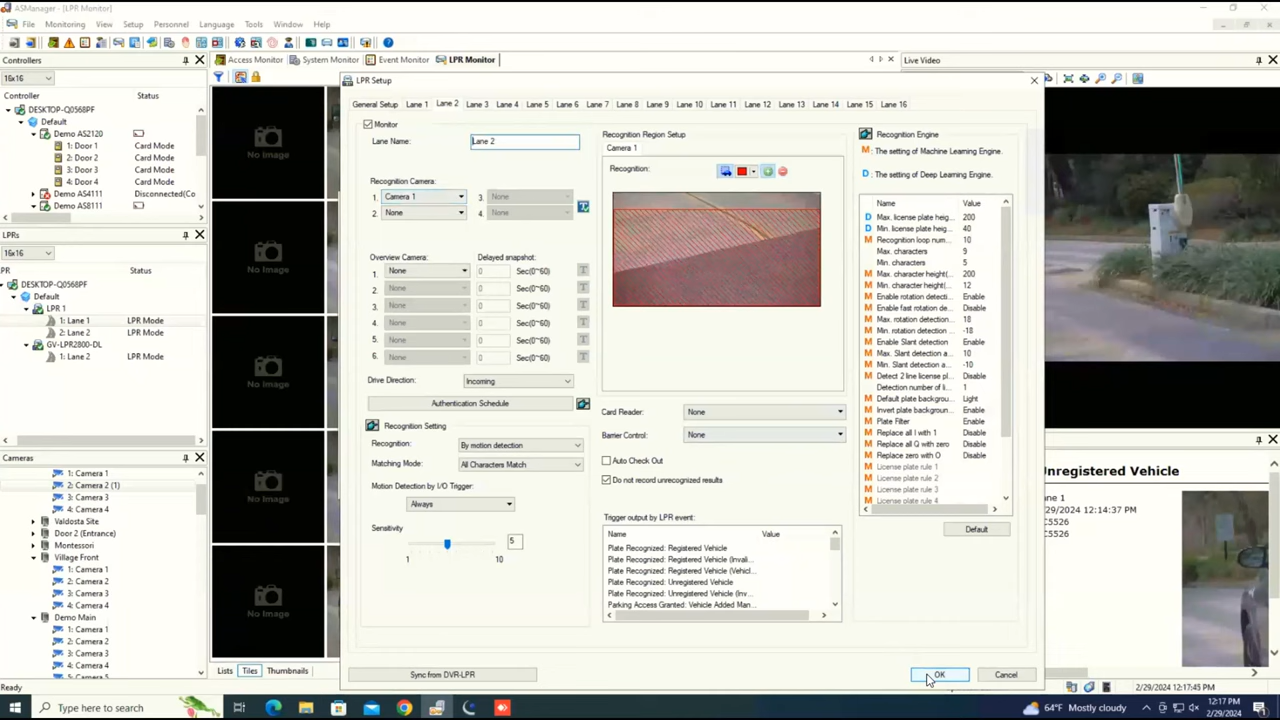 ASManager - [LPR Monitor]
File Monitoring View Setup Personnel Language Tools Window Help
Controllers
16x16
Controller Status
DESKTOP-Q0568PF
Default
Demo AS2120
1: Door 1 Card Mode
2: Door 2 Card Mode
3: Door 3 Card Mode
4: Door 4 Card Mode
Demo AS4111 Disconnected(Co
Demo AS8111
LPRs
16x16
Status
DESKTOP-Q0568PF
Default
LPR 1
1: Lane 1 LPR Mode
2: Lane 2 LPR Mode
GV-LPR2800-DL
1: Lane 2 LPR Mode
Cameras
1: Camera 1
2: Camera 2 (1)
3: Camera 3
4: Camera 4
Valdosta Site
Door 2 (Entrance)
Montessori
Village Front
1: Camera 1
2: Camera 2
3: Camera 3
4: Camera 4
Demo Main
1: Camera 1
2: Camera 2
3: Camera 3
4: Camera 4
Ready
Access Monitor System Monitor Event Monitor LPR Monitor
No Image
No Image
No Image
No Image
No Image
Lists Tiles Thumbnails
LPR Setup
General Setup Lane 1 Lane 2 Lane 3 Lane 4 Lane 5 Lane 6 Lane 7 Lane 8 Lane 9 Lane 10 Lane 11 Lane 12 Lane 13 Lane 14 Lane 15 Lane 16
Monitor
Lane Name: Lane 2
Recognition Camera:
1. Camera 1 3. None
2. None 4. None
Overview Camera: Delayed snapshot:
1. None 0 Sec(0~60)
2. None 0 Sec(0~60)
3. None 0 Sec(0~60)
4. None 0 Sec(0~60)
5. None 0 Sec(0~60)
6. None 0 Sec(0~60)
Drive Direction: Incoming
Authentication Schedule
Recognition Setting
Recognition: By motion detection
Matching Mode: All Characters Match
Motion Detection by I/O Trigger:
Always
Sensitivity
5
1 10
Sync from DVR-LPR
Recognition Region Setup
Camera 1
Recognition:
Card Reader: None
Barrier Control: None
Auto Check Out
Do not record unrecognized results
Trigger output by LPR event:
Name Value
Plate Recognized: Registered Vehicle
Plate Recognized: Registered Vehicle (Invali...
Plate Recognized: Registered Vehicle (Vehicl...
Plate Recognized: Unregistered Vehicle
Plate Recognized: Unregistered Vehicle (Inv...
Parking Access Granted: Vehicle Added Man...
Recognition Engine
M: The setting of Machine Learning Engine.
D: The setting of Deep Learning Engine.
Name Value
D Max. license plate heig... 200
D Min. license plate heig... 40
M Recognition loop num... 10
Max. characters 9
Min. characters 5
M Max. character height(... 200
M Min. character height(... 12
M Enable rotation detecti... Enable
M Enable fast rotation de... Disable
M Max. rotation detection... 18
M Min. rotation detection... -18
M Enable Slant detection Enable
M Max. Slant detection a... 10
M Min. Slant detection a... -10
M Detect 2 line license pl... Disable
Detection number of li... 1
M Default plate backgrou... Light
M Invert plate backgroun... Enable
M Plate Filter Enable
M Replace all I with 1 Disable
M Replace all Q with zero Disable
M Replace zero with O Disable
M License plate rule 1
M License plate rule 2
M License plate rule 3
M License plate rule 4
Default
OK Cancel
Live Video
Unregistered Vehicle
2/29/2024 12:14:37 PM
C5526
C5526
2/29/2024 12:17:45 PM
Type here to search
64°F Mostly cloudy
12:17 PM
2/29/2024